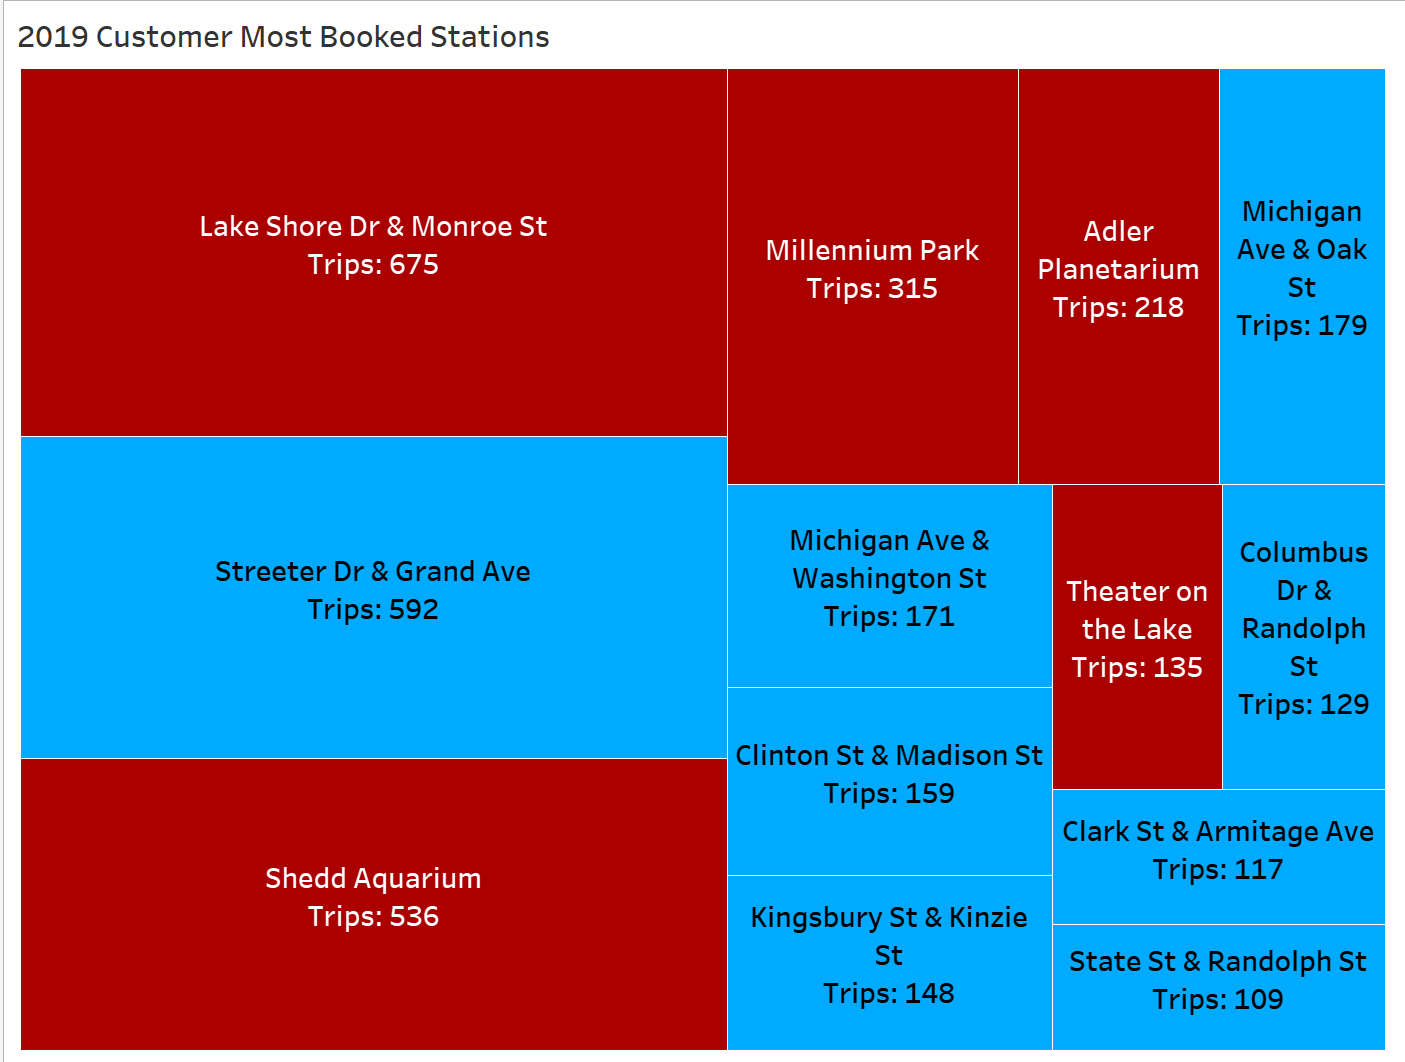 2019 Customer Most Booked Stations
Lake Shore Dr & Monroe St
Trips: 675
Streeter Dr & Grand Ave
Trips: 592
Shedd Aquarium
Trips: 536
Millennium Park
Trips: 315
Adler
Planetarium
Trips: 218
Michigan
Ave & Oak
St
Trips: 179
Michigan Ave &
Washington St
Trips: 171
Clinton St & Madison St
Trips: 159
Kingsbury St & Kinzie
St
Trips: 148
Theater on
the Lake
Trips: 135
Columbus
Dr &
Randolph
St
Trips: 129
Clark St & Armitage Ave
Trips: 117
State St & Randolph St
Trips: 109